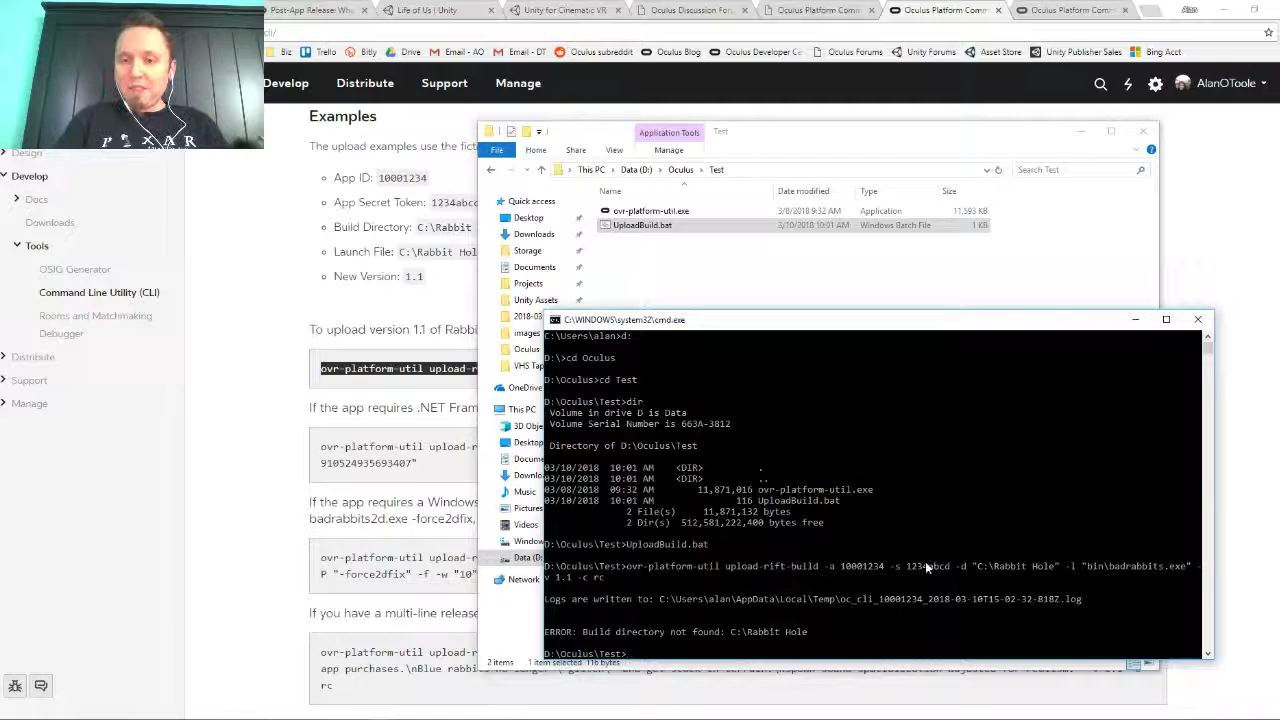 Post-App Release Wh
Life of Us | Unity
Unity for Cinematic VR
Oculus Discussion For
Oculus Platform Com
Oculus Platform Com
cli/
Biz
Trello
Bitly
Drive
Email - AO
Email - DT
Oculus subreddit
Oculus Blog
Oculus Developer Ce
Oculus Forums
Unity Forums
Asset Store
Unity Publisher Sales
Bing Acct
Develop
Distribute
Support
Manage
AlanOToole
PIXAR
Design
Develop
Docs
Downloads
Tools
OSIG Generator
Command Line Utility (CLI)
Rooms and Matchmaking
Debugger
Distribute
Support
Manage
Examples
The upload examples use the fict
App ID: 10001234
App Secret Token: 1234abcd
Build Directory: C:\Rabbit
Launch File: C:\Rabbit Hol
New Version: 1.1
To upload version 1.1 of Rabbi
ovr-platform-util upload-r
If the app requires .NET Fram
ovr-platform-util upload-r
910524935693407"
If the app requires a Windows
badrabbits2d.exe -force2dfix,
ovr-platform-util upload-r
P "-force2dfix" -f -w "10"
If you have a multi-line release
ovr-platform-util upl
app purchases.\nBlue rabbi
rc
Application Tools
Test
File
Home
Share
View
Manage
This PC
Data (D:)
Oculus
Test
Search Test
Name
Date modified
Type
Size
ovr-platform-util.exe
3/8/2018 9:32 AM
Application
11,593 KB
UploadBuild.bat
3/10/2018 10:01 AM
Windows Batch File
1 KB
Quick access
Desktop
Downloads
Storage
Documents
Projects
Unity Assets
2018-03
images
Oculus
VHS Tap
OneDriv
This PC
3D Obje
Desktop
Docume
Downlo
Music
Pictures
Videos
Window
Data (D:
Network
2 items
1 item selected 116 bytes
C:\WINDOWS\system32\cmd.exe
C:\Users\alan>d:
D:\>cd Oculus
D:\Oculus>cd Test
D:\Oculus\Test>dir
Volume in drive D is Data
Volume Serial Number is 663A-3812
Directory of D:\Oculus\Test
03/10/2018  10:01 AM    <DIR>          .
03/10/2018  10:01 AM    <DIR>          ..
03/08/2018  09:32 AM        11,871,016 ovr-platform-util.exe
03/10/2018  10:01 AM               116 UploadBuild.bat
2 File(s)     11,871,132 bytes
2 Dir(s)  512,581,222,400 bytes free
D:\Oculus\Test>UploadBuild.bat
D:\Oculus\Test>ovr-platform-util upload-rift-build -a 10001234 -s 1234abcd -d "C:\Rabbit Hole" -l "bin\badrabbits.exe" -
v 1.1 -c rc
Logs are written to: C:\Users\alan\AppData\Local\Temp\oc_cli_10001234_2018-03-10T15-02-32-818Z.log
ERROR: Build directory not found: C:\Rabbit Hole
D:\Oculus\Test>